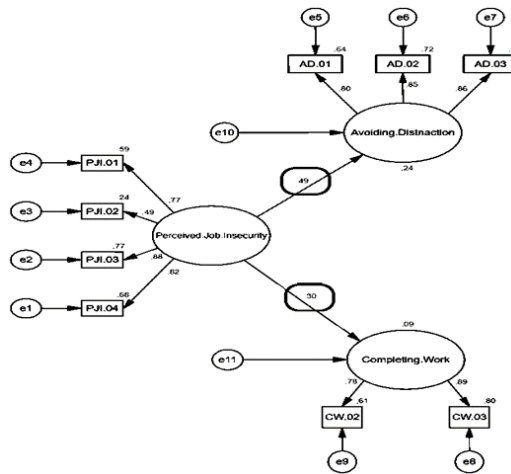 e5
e6
e7
.64
.72
AD.01
AD.02
AD.03
.80
.85
.86
e10
Avoiding.Distraction
.24
e4
.59
PJI.01
.77
49
e3
.24
PJI.02
.49
Perceived.Job.Insecurity
e2
.77
PJI.03
.88
e1
PJI.04
.82
30
.09
e11
Completing.Work
.78
.89
.61
.80
CW.02
CW.03
e9
e8